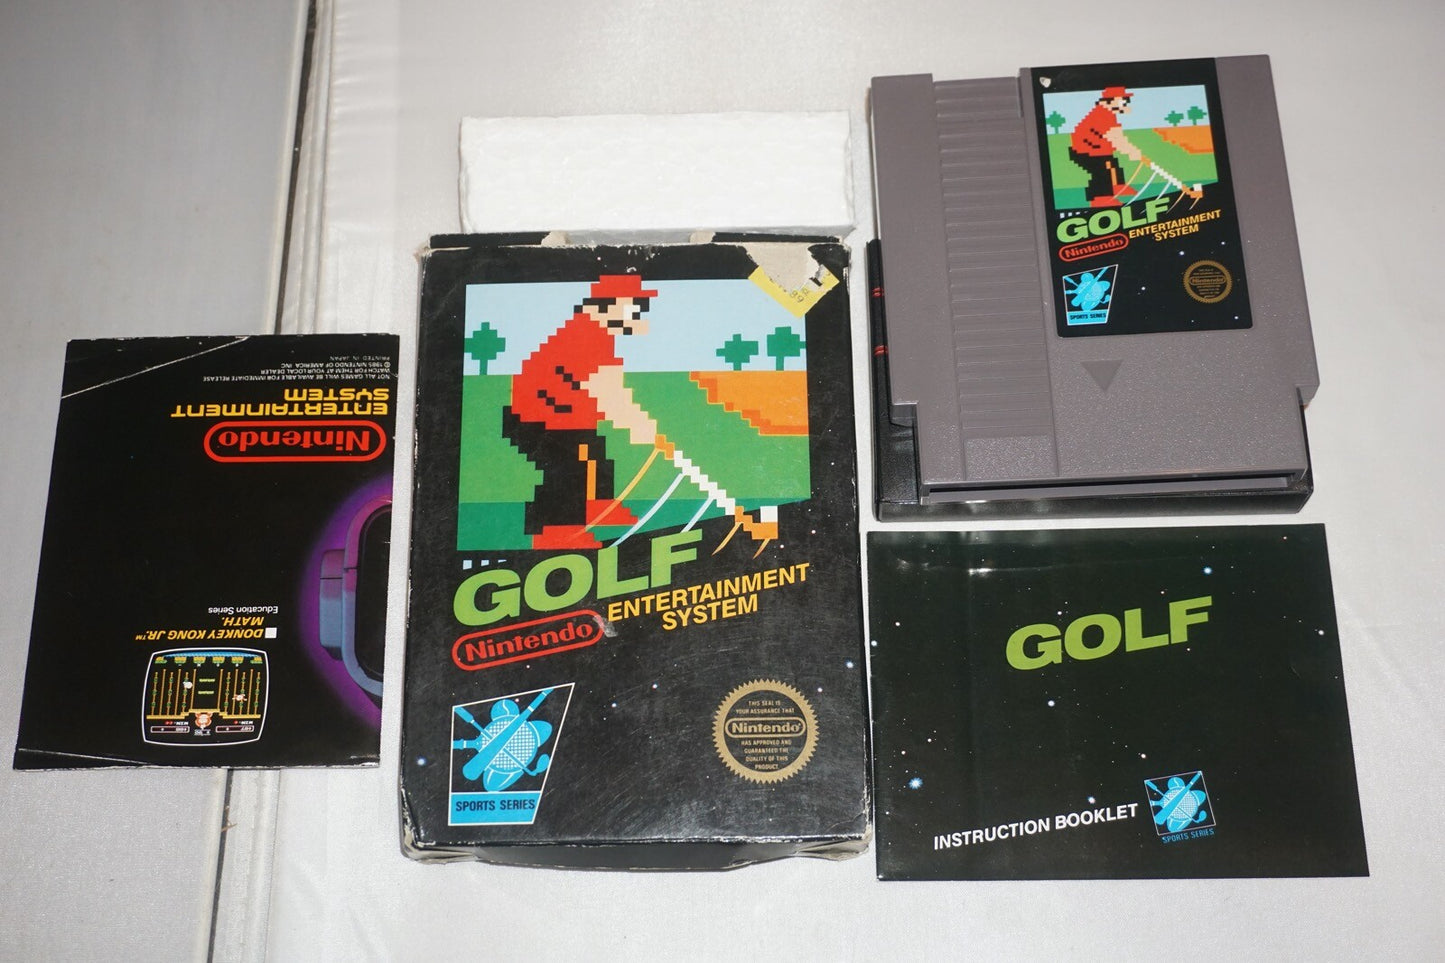 NOT ALL GAMES WILL BE AVAILABLE FOR IMMEDIATE RELEASE
WATCH FOR THEM AT YOUR LOCAL DEALER
©1985 NINTENDO OF AMERICA INC
PRINTED IN JAPAN
Nintendo
ENTERTAINMENT
SYSTEM
DONKEY KONG JR.™
MATH.
Education Series
GOLF
Nintendo
ENTERTAINMENT
SYSTEM
SPORTS SERIES
THIS SEAL IS
YOUR ASSURANCE THAT
Nintendo
HAS APPROVED AND
GUARANTEED THE
QUALITY OF THIS
PRODUCT
GOLF
Nintendo
ENTERTAINMENT
SYSTEM
SPORTS SERIES
Nintendo
GOLF
INSTRUCTION BOOKLET
SPORTS SERIES